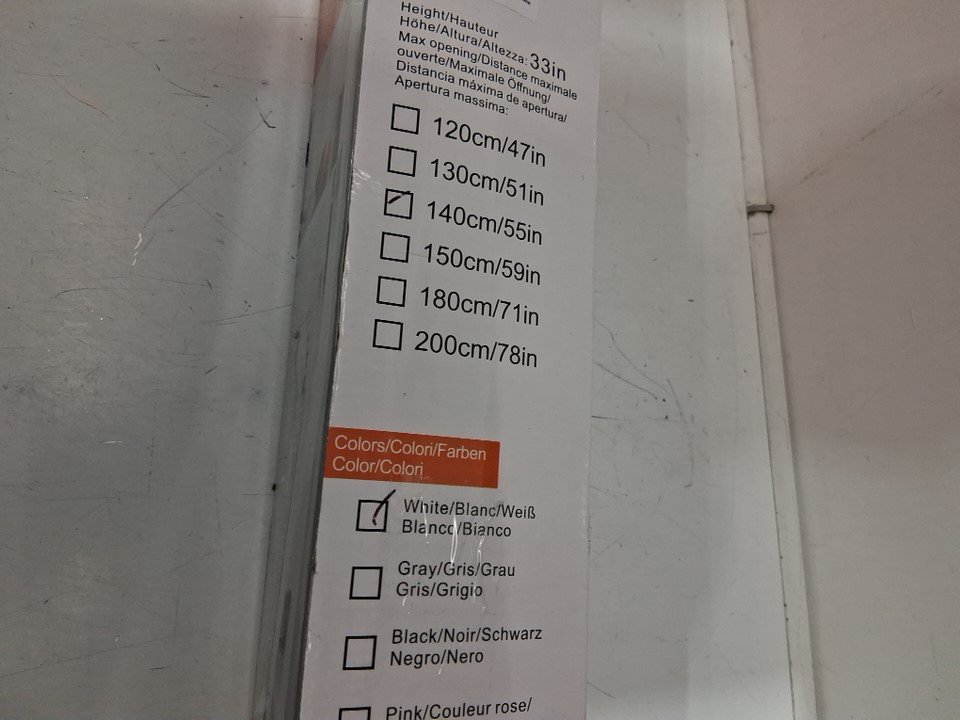 Height/Hauteur
Höhe/Altura/Altezza: 33in
Max opening/Distance maximale
ouverte/Maximale Öffnung/
Distancia máxima de apertura/
Apertura massima:
120cm/47in
130cm/51in
140cm/55in
150cm/59in
180cm/71in
200cm/78in
Colors/Colori/Farben
Color/Colori
White/Blanc/Weiß
Blanco/Bianco
Gray/Gris/Grau
Gris/Grigio
Black/Noir/Schwarz
Negro/Nero
Pink/Couleur rose/